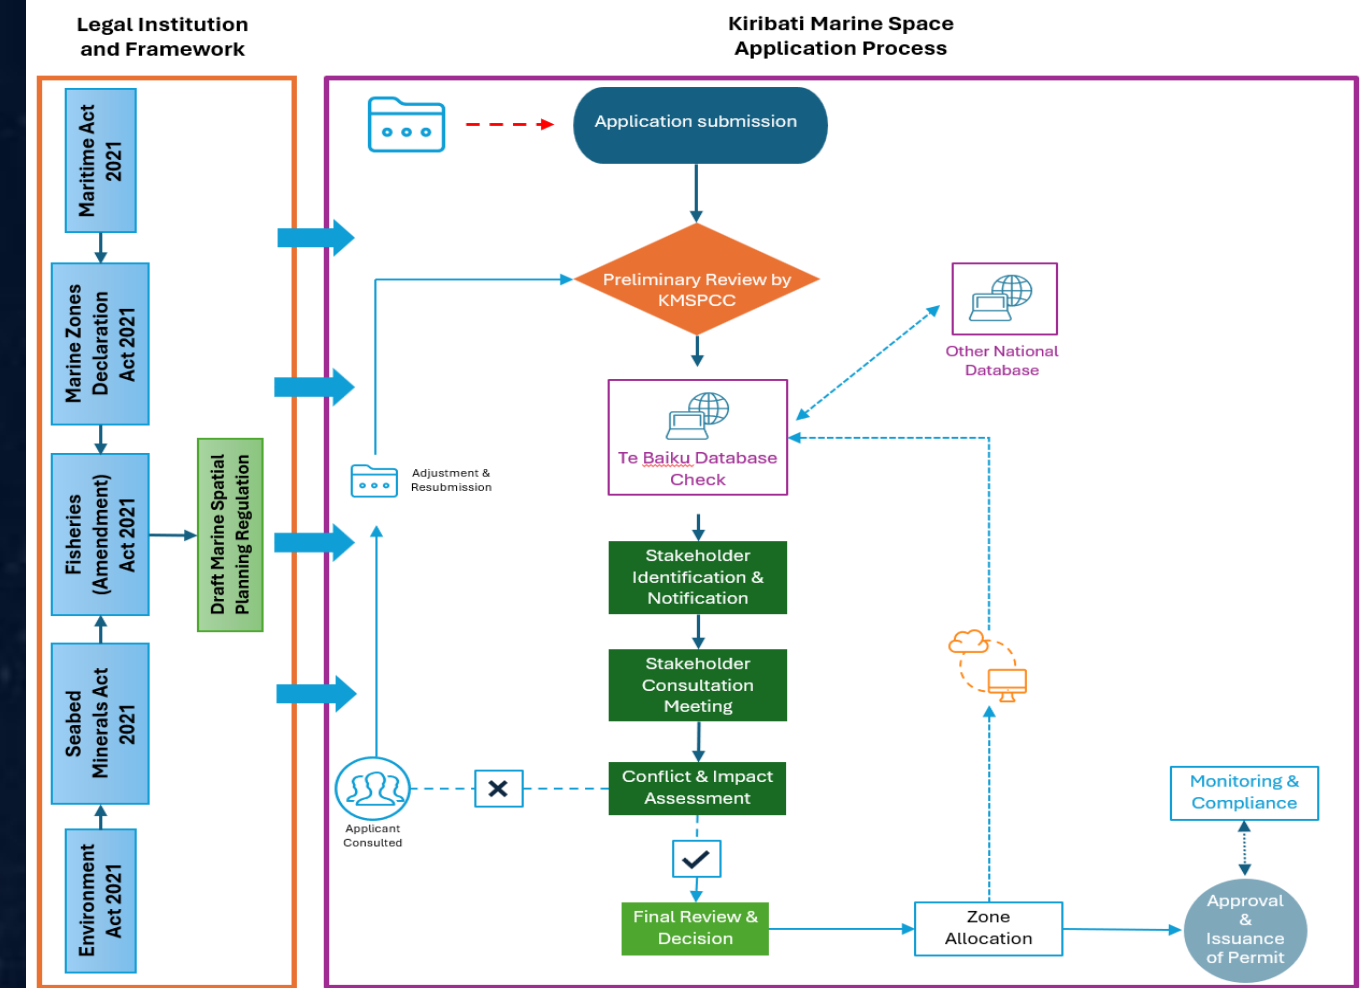 Legal Institution
and Framework
Kiribati Marine Space
Application Process
Maritime Act
2021
Marine Zones
Declaration
Act 2021
Fisheries
(Amendment)
Act 2021
Draft Marine Spatial
Planning Regulation
Seabed
Minerals Act
2021
Environment
Act 2021
Application submission
Preliminary Review by
KMSPCC
Other National
Database
Te Baiku Database
Check
Adjustment &
Resubmission
Stakeholder
Identification &
Notification
Stakeholder
Consultation
Meeting
Conflict & Impact
Assessment
Applicant
Consulted
Final Review &
Decision
Zone
Allocation
Monitoring &
Compliance
Approval
&
Issuance
of Permit